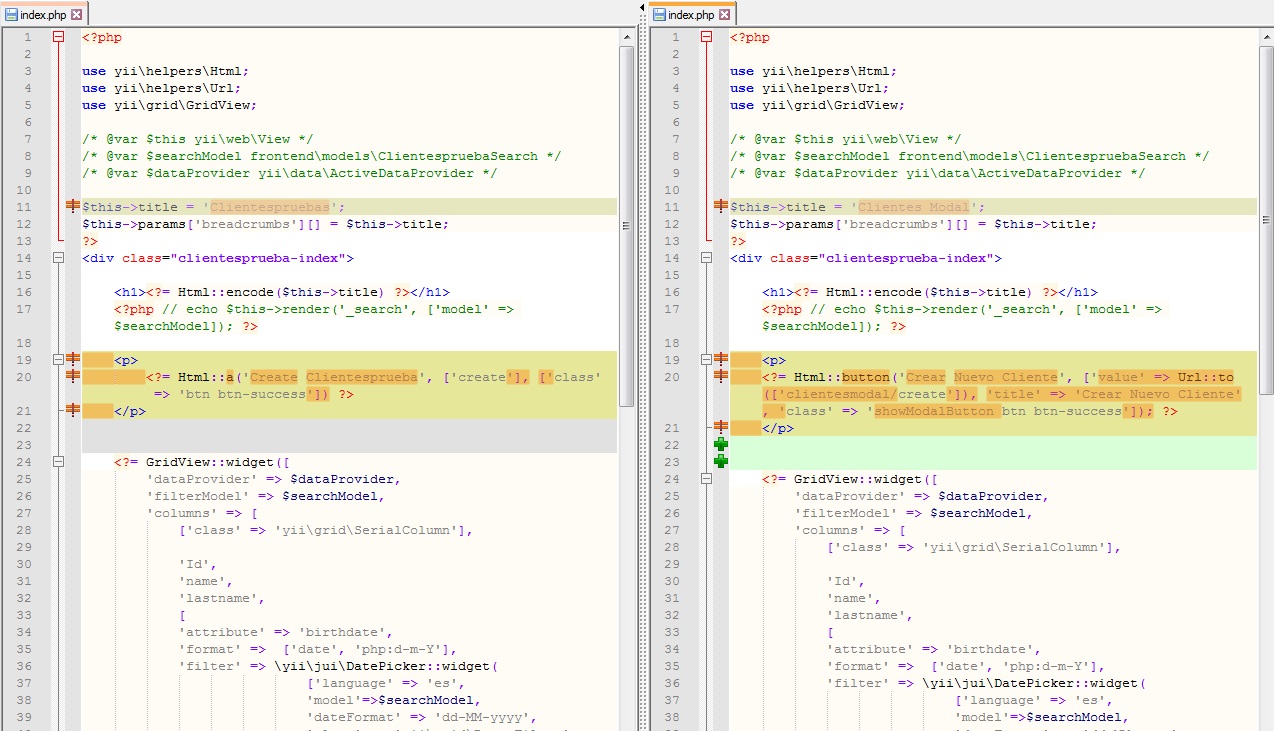 index.php
1 <?php
2
3 use yii\helpers\Html;
4 use yii\helpers\Url;
5 use yii\grid\GridView;
6
7 /* @var $this yii\web\View */
8 /* @var $searchModel frontend\models\ClientespruebaSearch */
9 /* @var $dataProvider yii\data\ActiveDataProvider */
10
11 $this->title = 'Clientespruebas';
12 $this->params['breadcrumbs'][] = $this->title;
13 ?>
14 <div class="clientesprueba-index">
15
16 <h1><?= Html::encode($this->title) ?></h1>
17 <?php // echo $this->render('_search', ['model' =>
$searchModel]); ?>
18
19 <p>
20 <?= Html::a('Create Clientesprueba', ['create'], ['class'
=> 'btn btn-success']) ?>
21 </p>
22
23
24 <?= GridView::widget([
25 'dataProvider' => $dataProvider,
26 'filterModel' => $searchModel,
27 'columns' => [
28 ['class' => 'yii\grid\SerialColumn'],
29
30 'Id',
31 'name',
32 'lastname',
33 [
34 'attribute' => 'birthdate',
35 'format' => ['date', 'php:d-m-Y'],
36 'filter' => \yii\jui\DatePicker::widget(
37 ['language' => 'es',
38 'model'=>$searchModel,
39 'dateFormat' => 'dd-MM-yyyy',
index.php
1 <?php
2
3 use yii\helpers\Html;
4 use yii\helpers\Url;
5 use yii\grid\GridView;
6
7 /* @var $this yii\web\View */
8 /* @var $searchModel frontend\models\ClientespruebaSearch */
9 /* @var $dataProvider yii\data\ActiveDataProvider */
10
11 $this->title = 'Clientes Modal';
12 $this->params['breadcrumbs'][] = $this->title;
13 ?>
14 <div class="clientesprueba-index">
15
16 <h1><?= Html::encode($this->title) ?></h1>
17 <?php // echo $this->render('_search', ['model' =>
$searchModel]); ?>
18
19 <p>
20 <?= Html::button('Crear Nuevo Cliente', ['value' => Url::to
(['clientesmodal/create']), 'title' => 'Crear Nuevo Cliente'
, 'class' => 'showModalButton btn btn-success']); ?>
21 </p>
22
23
24 <?= GridView::widget([
25 'dataProvider' => $dataProvider,
26 'filterModel' => $searchModel,
27 'columns' => [
28 ['class' => 'yii\grid\SerialColumn'],
29
30 'Id',
31 'name',
32 'lastname',
33 [
34 'attribute' => 'birthdate',
35 'format' => ['date', 'php:d-m-Y'],
36 'filter' => \yii\jui\DatePicker::widget(
37 ['language' => 'es',
38 'model'=>$searchModel,